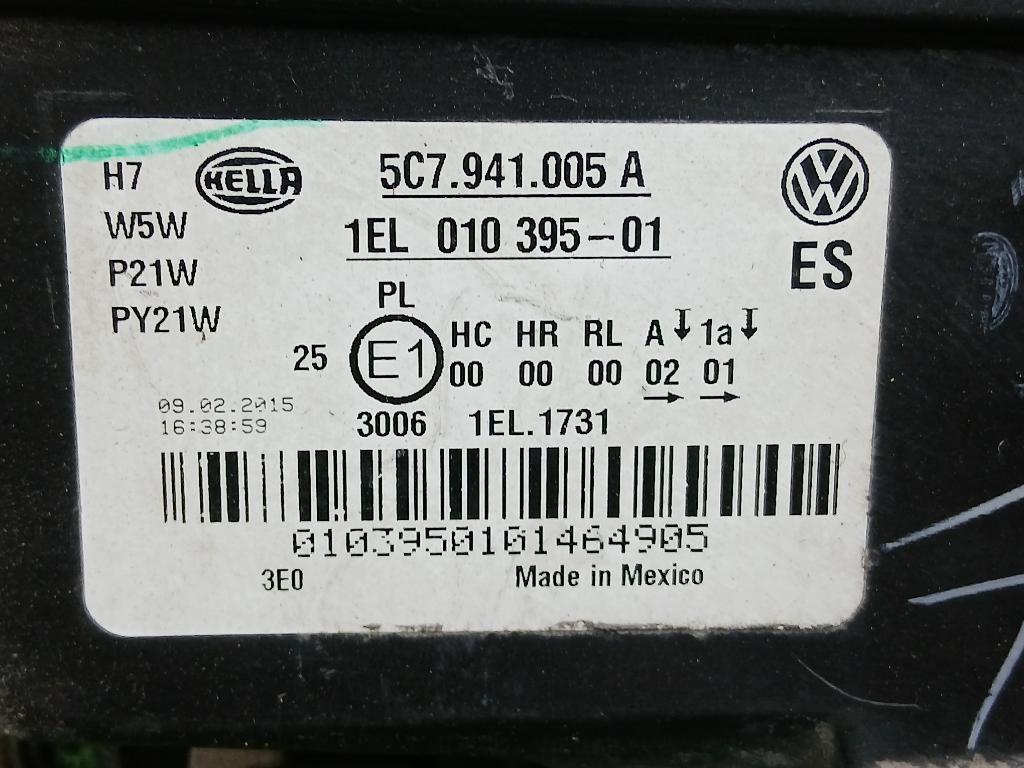 H7 HELLA 5C7.941.005 A
W5W 1EL 010 395-01
P21W ES
PY21W PL
25 E1 HC HR RL A 1a
00 00 00 02 01
09.02.2015
16:38:59 3006 1EL.1731
0103950101464905
3E0 Made in Mexico